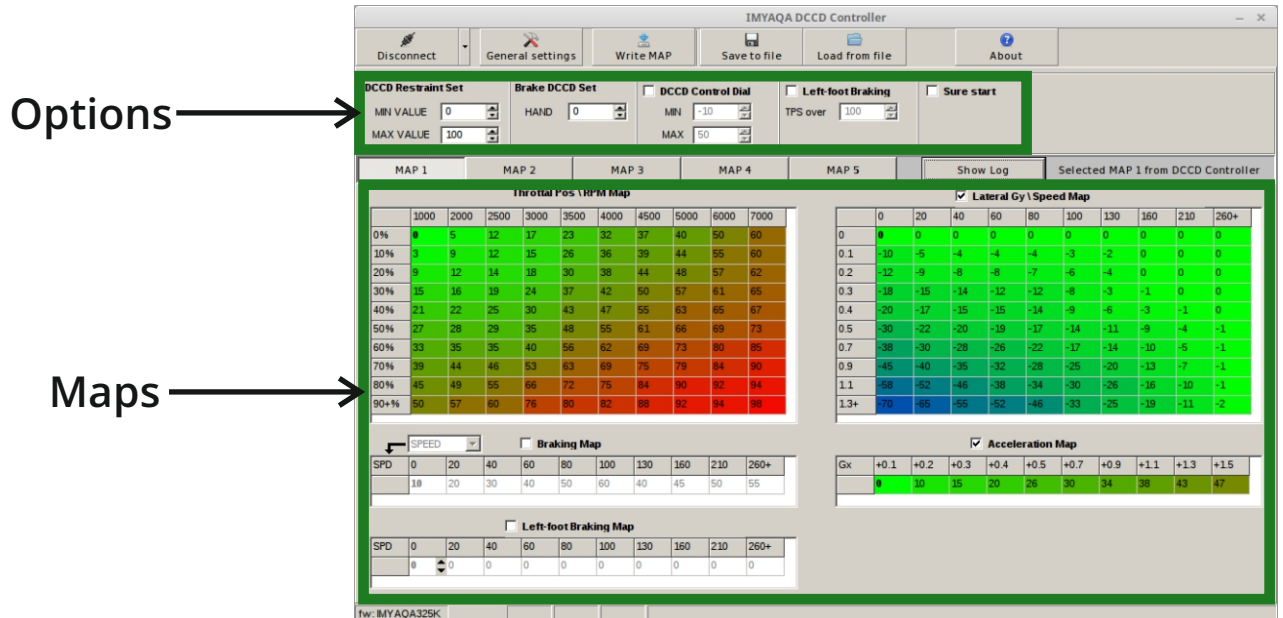 IMYAQA DCCD Controller
Disconnect General settings Write MAP Save to file Load from file About
Options
DCCD Restraint Set Brake DCCD Set DCCD Control Dial Left-foot Braking Sure start
MIN VALUE 0 HAND 0 MIN -10 TPS over 100
MAX VALUE 100 MAX 50
MAP 1 MAP 2 MAP 3 MAP 4 MAP 5 Show Log Selected MAP 1 from DCCD Controller
Maps
Throttal Pos \ RPM Map
1000 2000 2500 3000 3500 4000 4500 5000 6000 7000
0% 0 5 12 17 23 32 37 40 50 60
10% 3 9 12 15 26 36 39 44 55 60
20% 9 12 14 18 30 38 44 48 57 62
30% 15 16 19 24 37 42 50 57 61 65
40% 21 22 25 30 43 47 55 63 65 67
50% 27 28 29 35 48 55 61 66 69 73
60% 33 35 35 40 56 62 69 73 80 85
70% 39 44 46 53 63 69 75 79 84 90
80% 45 49 55 66 72 75 84 90 92 94
90+% 50 57 60 76 80 82 88 92 94 98
Lateral Gy \ Speed Map
0 20 40 60 80 100 130 160 210 260+
0 0 0 0 0 0 0 0 0 0 0
0.1 -10 -5 -4 -4 -4 -3 -2 0 0 0
0.2 -12 -9 -8 -8 -7 -6 -4 0 0 0
0.3 -18 -15 -14 -12 -12 -8 -3 -1 0 0
0.4 -20 -17 -15 -15 -14 -9 -6 -3 -1 0
0.5 -30 -22 -20 -19 -17 -14 -11 -9 -4 -1
0.7 -38 -30 -28 -26 -22 -17 -14 -10 -5 -1
0.9 -45 -40 -35 -32 -28 -25 -20 -13 -7 -1
1.1 -58 -52 -46 -38 -34 -30 -26 -16 -10 -1
1.3+ -70 -65 -55 -52 -46 -33 -25 -19 -11 -2
SPEED Braking Map
SPD 0 20 40 60 80 100 130 160 210 260+
10 20 30 40 50 60 40 45 50 55
Acceleration Map
Gx +0.1 +0.2 +0.3 +0.4 +0.5 +0.7 +0.9 +1.1 +1.3 +1.5
0 10 15 20 26 30 34 38 43 47
Left-foot Braking Map
SPD 0 20 40 60 80 100 130 160 210 260+
0 0 0 0 0 0 0 0 0 0
fw: IMYAQA325K